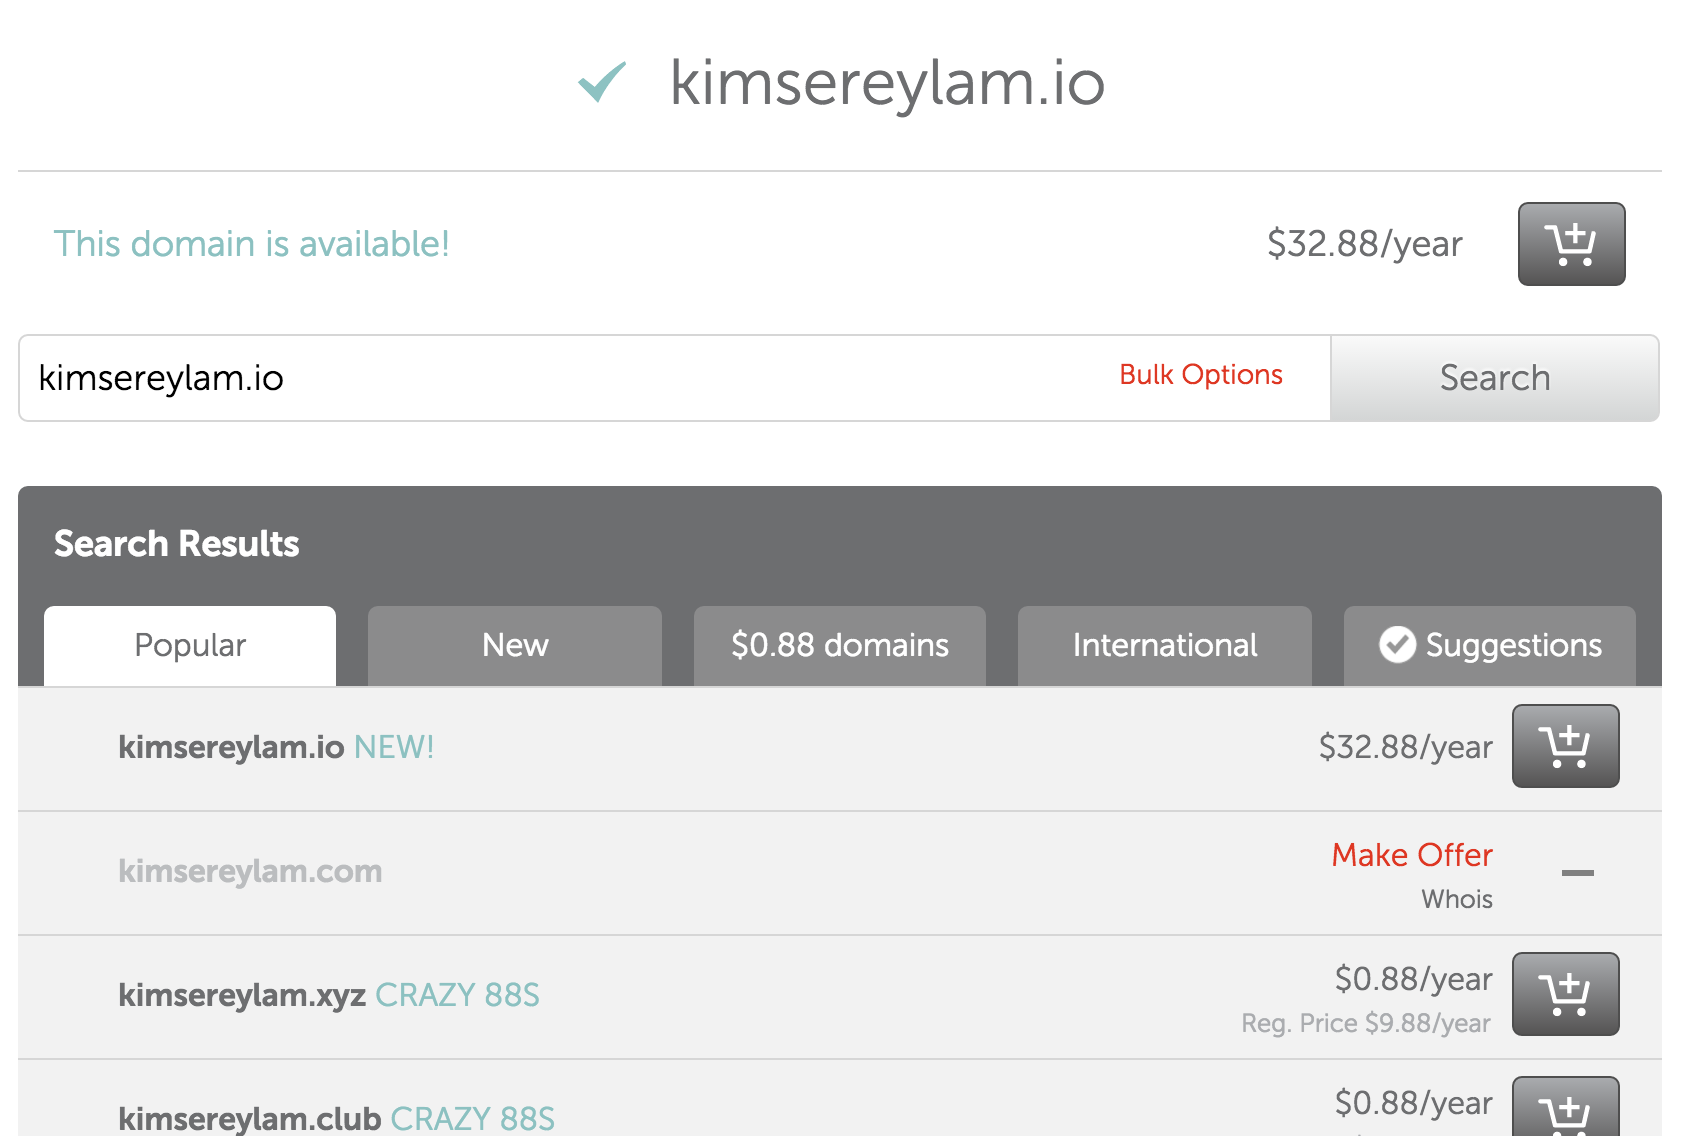 kimsereylam.io
This domain is available! $32.88/year
kimsereylam.io Bulk Options Search
Search Results
Popular New $0.88 domains International Suggestions
kimsereylam.io NEW! $32.88/year
kimsereylam.com Make Offer
Whois
kimsereylam.xyz CRAZY 88S $0.88/year
Reg. Price $9.88/year
kimsereylam.club CRAZY 88S $0.88/year